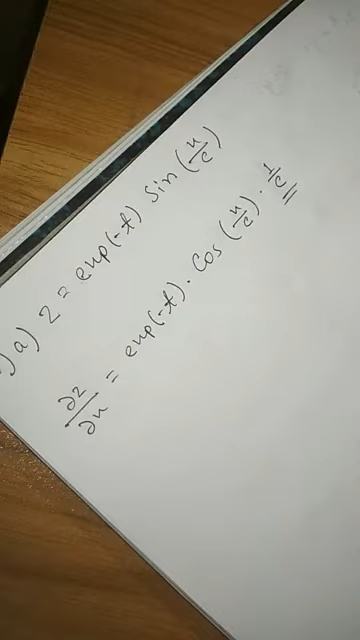 a) z = exp(-t) sin(x/c)
∂z/∂x = exp(-t) · cos(x/c) · 1/c